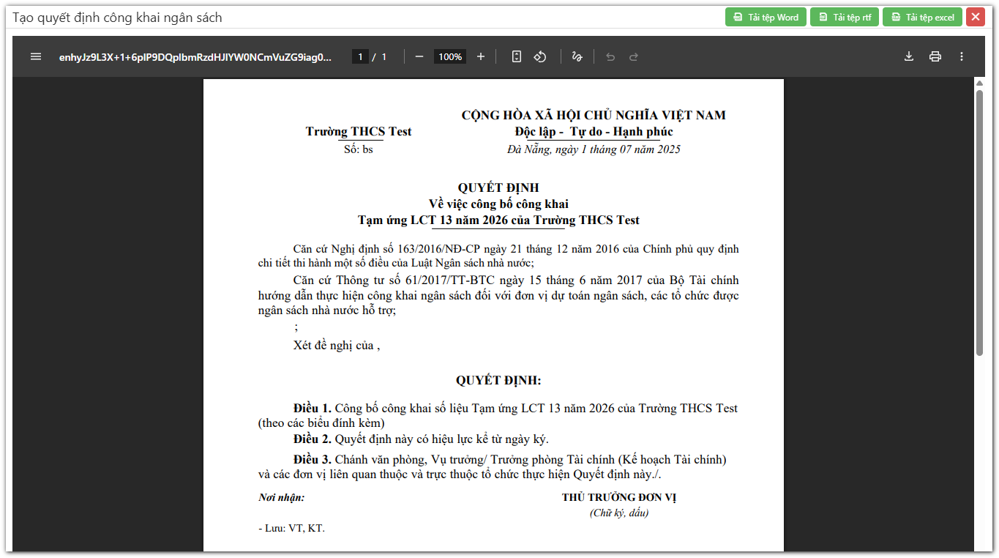 Tạo quyết định công khai ngân sách
Tải tệp Word
Tải tệp rtf
Tải tệp excel
enhyJz9L3X+1+6plP9DQplbmRzdHJlYW0NCmVuZG9iag0...
1 / 1
100%
CỘNG HÒA XÃ HỘI CHỦ NGHĨA VIỆT NAM
Trường THCS Test
Độc lập - Tự do - Hạnh phúc
Số: bs
Đà Nẵng, ngày 1 tháng 07 năm 2025
QUYẾT ĐỊNH
Về việc công bố công khai
Tạm ứng LCT 13 năm 2026 của Trường THCS Test
Căn cứ Nghị định số 163/2016/NĐ-CP ngày 21 tháng 12 năm 2016 của Chính phủ quy định
chi tiết thi hành một số điều của Luật Ngân sách nhà nước;
Căn cứ Thông tư số 61/2017/TT-BTC ngày 15 tháng 6 năm 2017 của Bộ Tài chính
hướng dẫn thực hiện công khai ngân sách đối với đơn vị dự toán ngân sách, các tổ chức được
ngân sách nhà nước hỗ trợ;
;
Xét đề nghị của ,
QUYẾT ĐỊNH:
Điều 1. Công bố công khai số liệu Tạm ứng LCT 13 năm 2026 của Trường THCS Test
(theo các biểu đính kèm)
Điều 2. Quyết định này có hiệu lực kể từ ngày ký.
Điều 3. Chánh văn phòng, Vụ trưởng/ Trưởng phòng Tài chính (Kế hoạch Tài chính)
và các đơn vị liên quan thuộc và trực thuộc tổ chức thực hiện Quyết định này./.
Nơi nhận:
THỦ TRƯỞNG ĐƠN VỊ
(Chữ ký, dấu)
- Lưu: VT, KT.